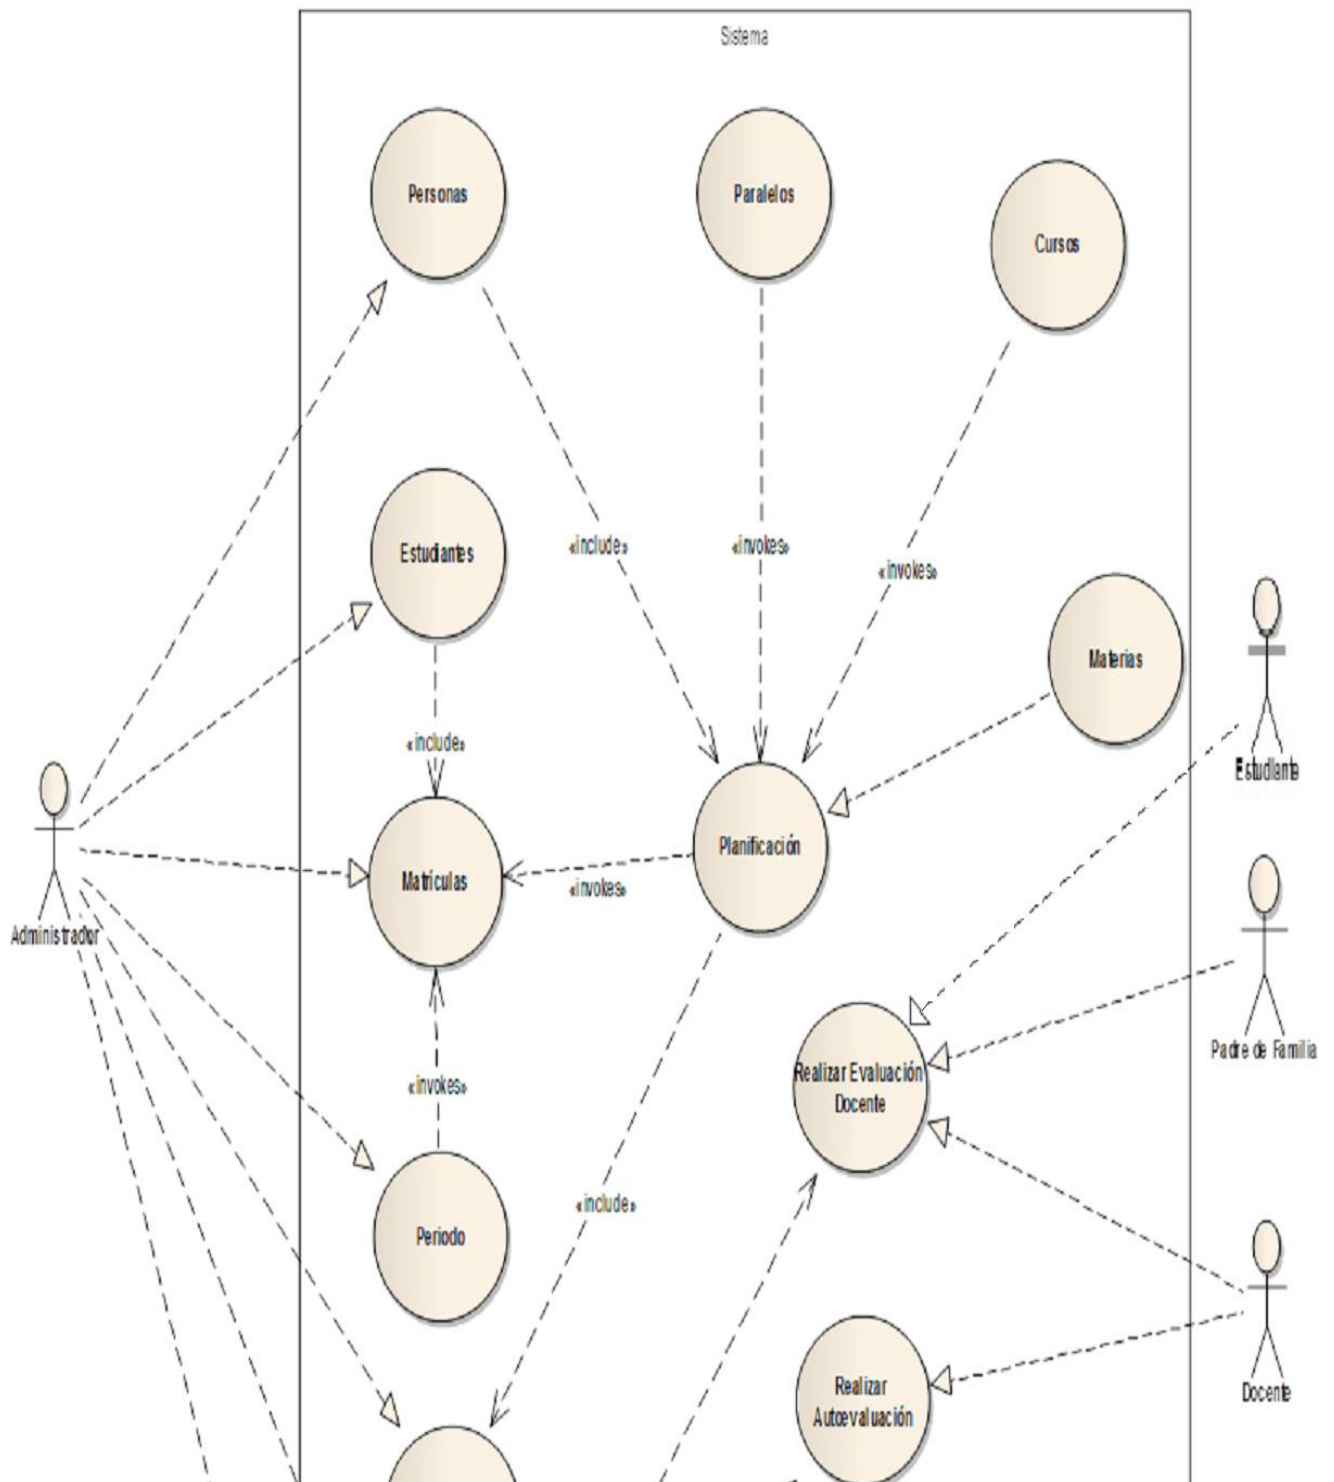 Sistema
Personas
Paralelos
Cursos
Estudiantes
«include»
«invokes»
«invokes»
Materias
Estudiante
«include»
Planificación
Matrículas
«invokes»
Administrador
Padre de Familia
Realizar Evaluación
Docente
«invokes»
«include»
Periodo
Realizar
Autoevaluación
Docente